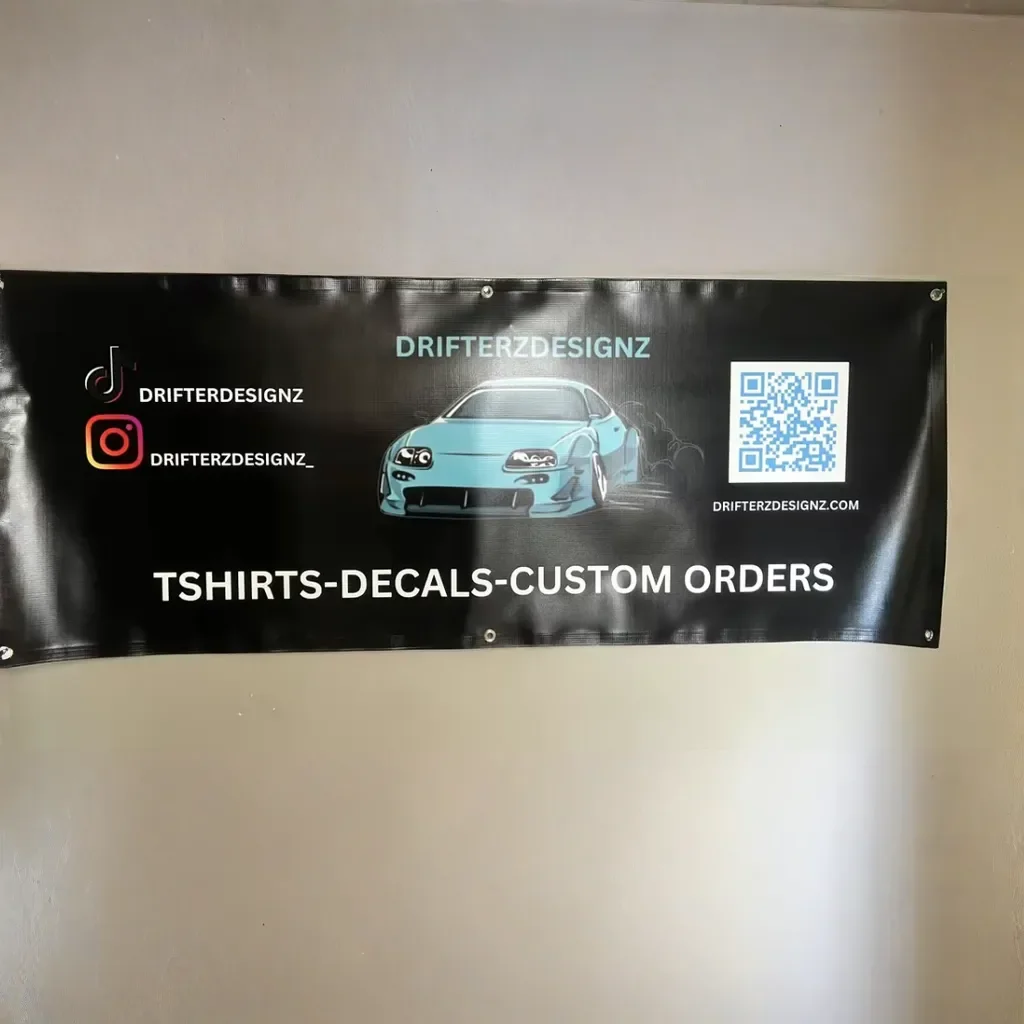 DRIFTERZDESIGNZ
DRIFTERDESIGNZ
DRIFTERZDESIGNZ_
DRIFTERZDESIGNZ.COM
TSHIRTS-DECALS-CUSTOM ORDERS